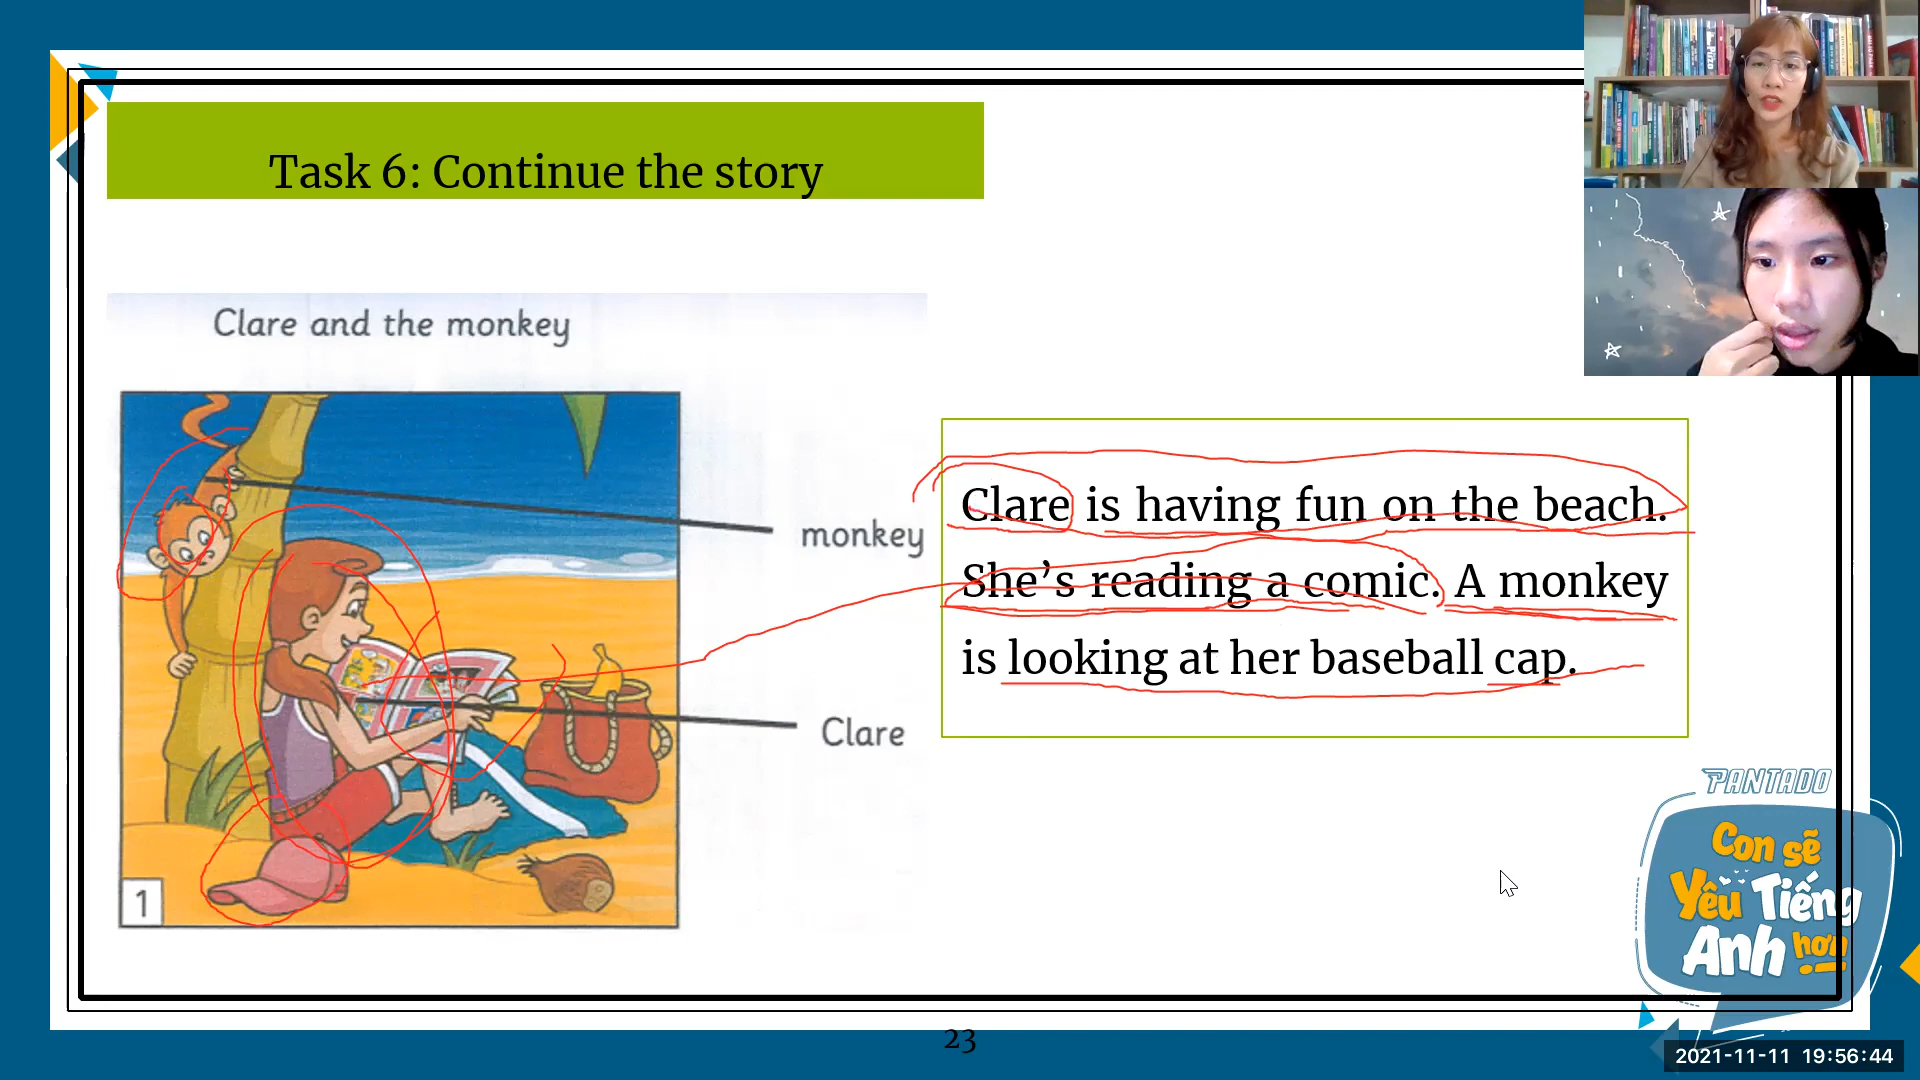 Task 6: Continue the story
Clare and the monkey
monkey
Clare
1
Clare is having fun on the beach.
She's reading a comic. A monkey
is looking at her baseball cap.
PANTADO
Con sẽ
Yêu Tiếng
Anh hơn
23
2021-11-11 19:56:44